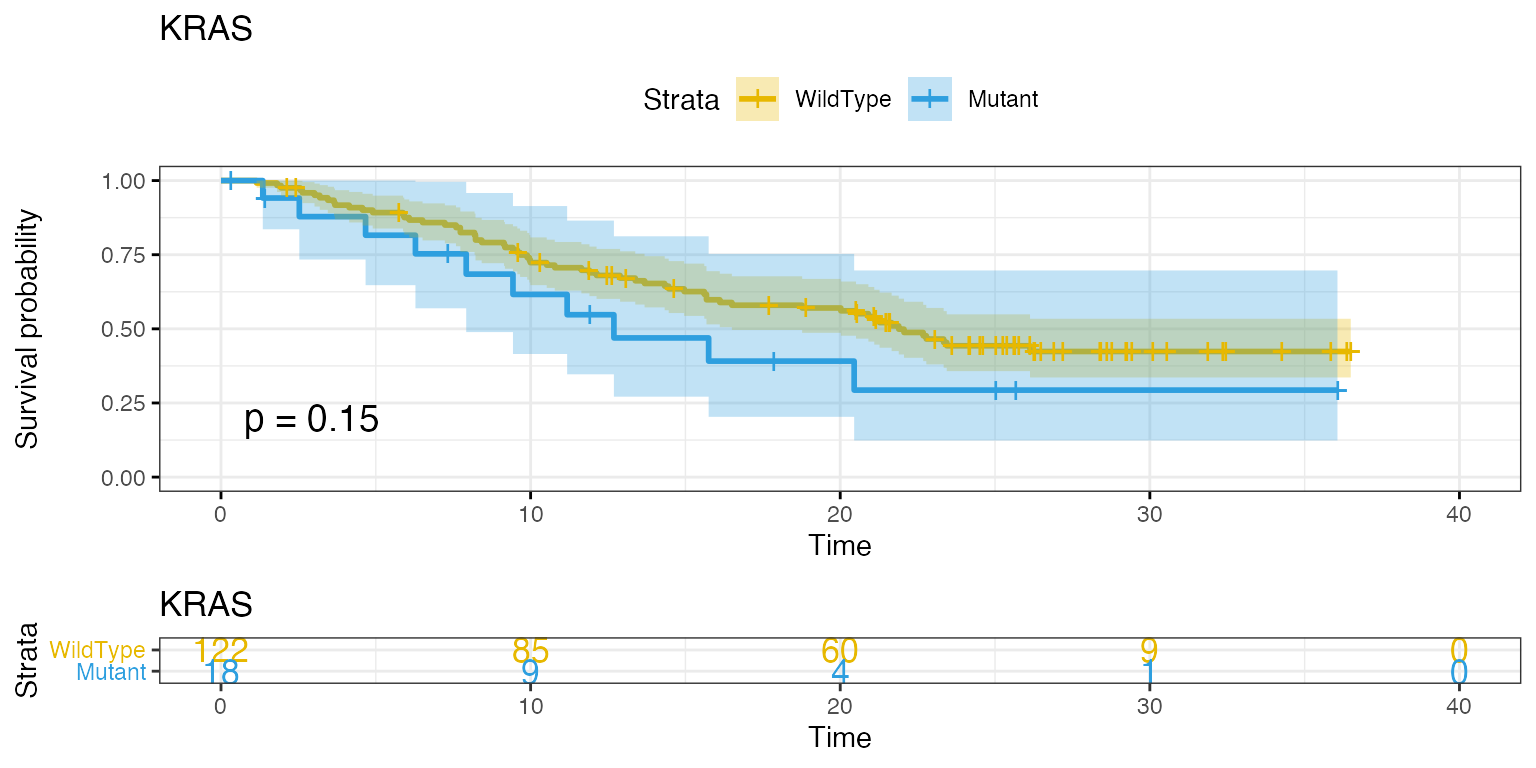 KRAS
Strata WildType Mutant
Survival probability
1.00
0.75
0.50
0.25
0.00
p = 0.15
0 10 20 30 40
Time
KRAS
Strata
WildType 122 85 60 9 0
Mutant 18 9 4 1 0
0 10 20 30 40
Time